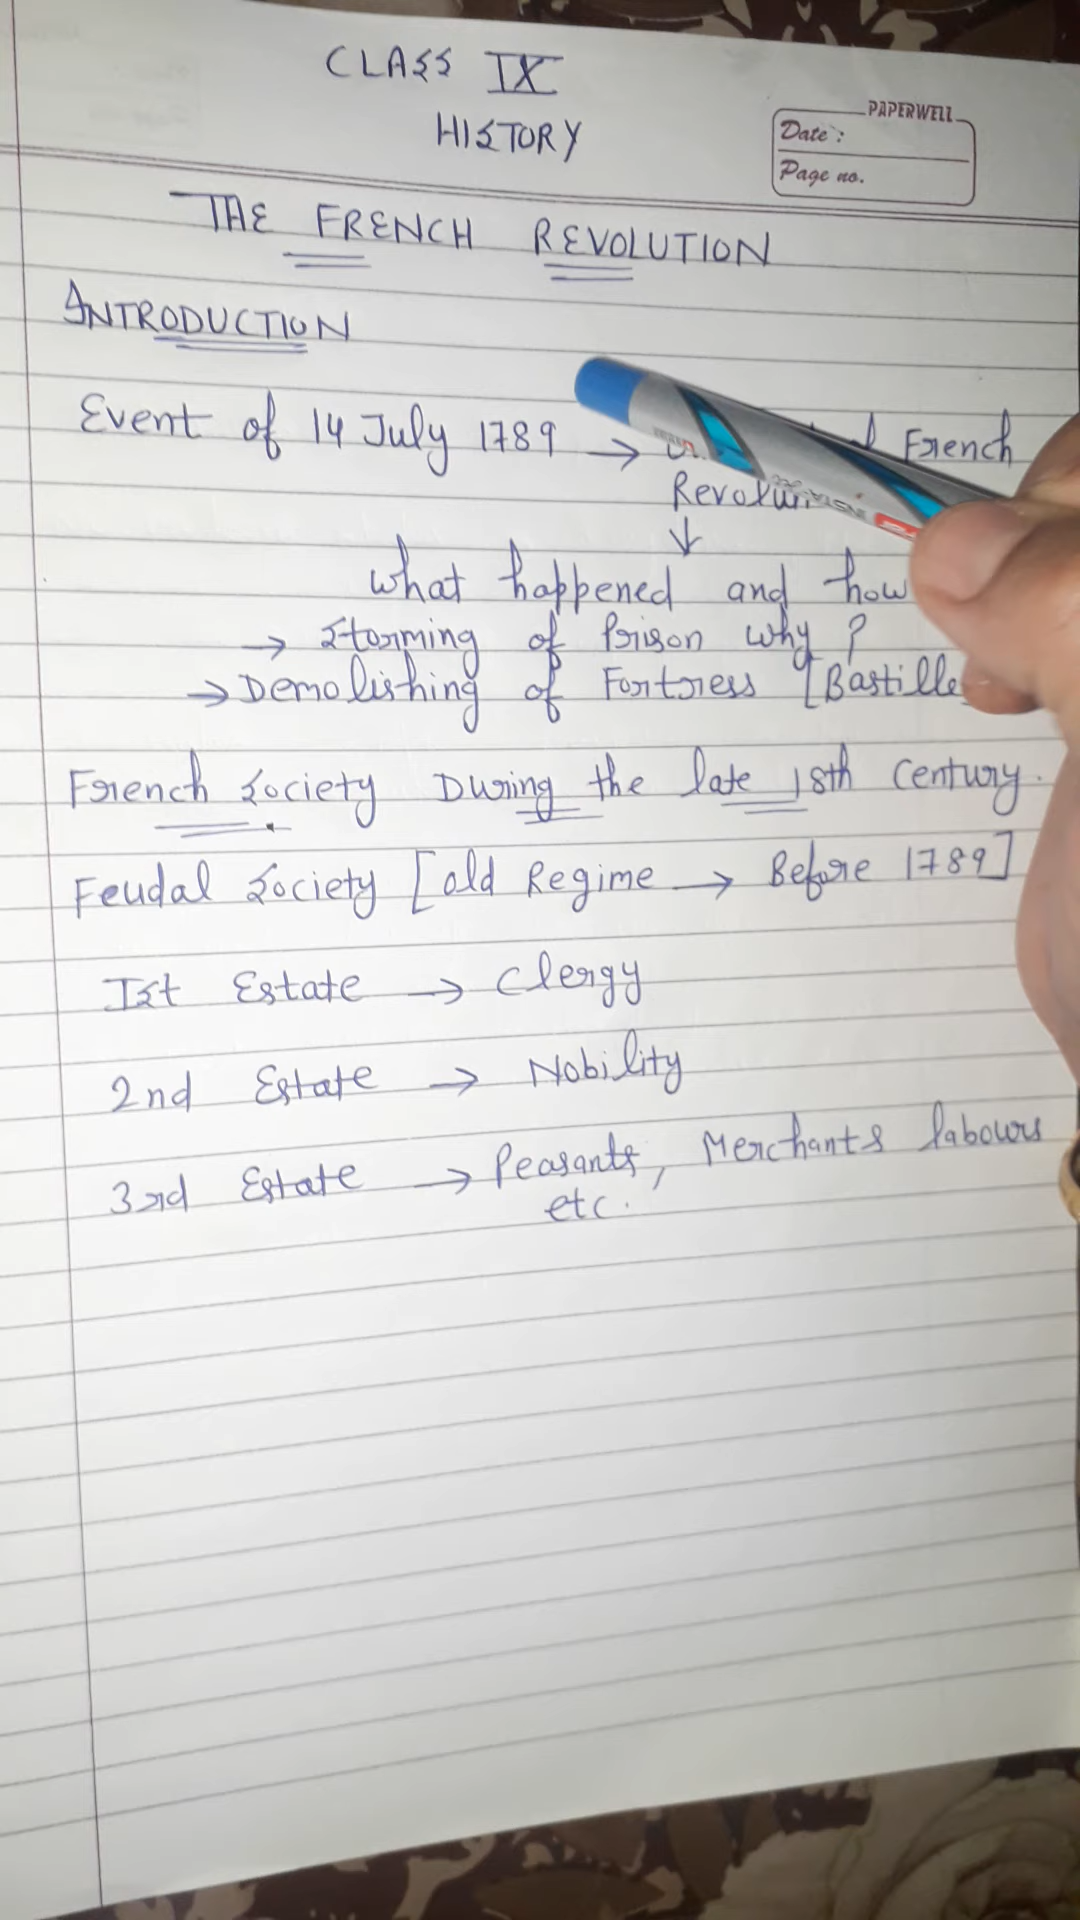 CLASS IX
HISTORY
PAPERWELL
Date :
Page no.
THE FRENCH REVOLUTION
INTRODUCTION
Event of 14 July 1789 → French
what happened and how
→ Storming of Prison why ?
→ Demolishing of Fortress [Bastille
French Society During the late 18th Century.
Feudal Society [old Regime → Before 1789]
Ist Estate → Clergy
2nd Estate → Nobility
3rd Estate → Peasants, Merchants labours
etc.